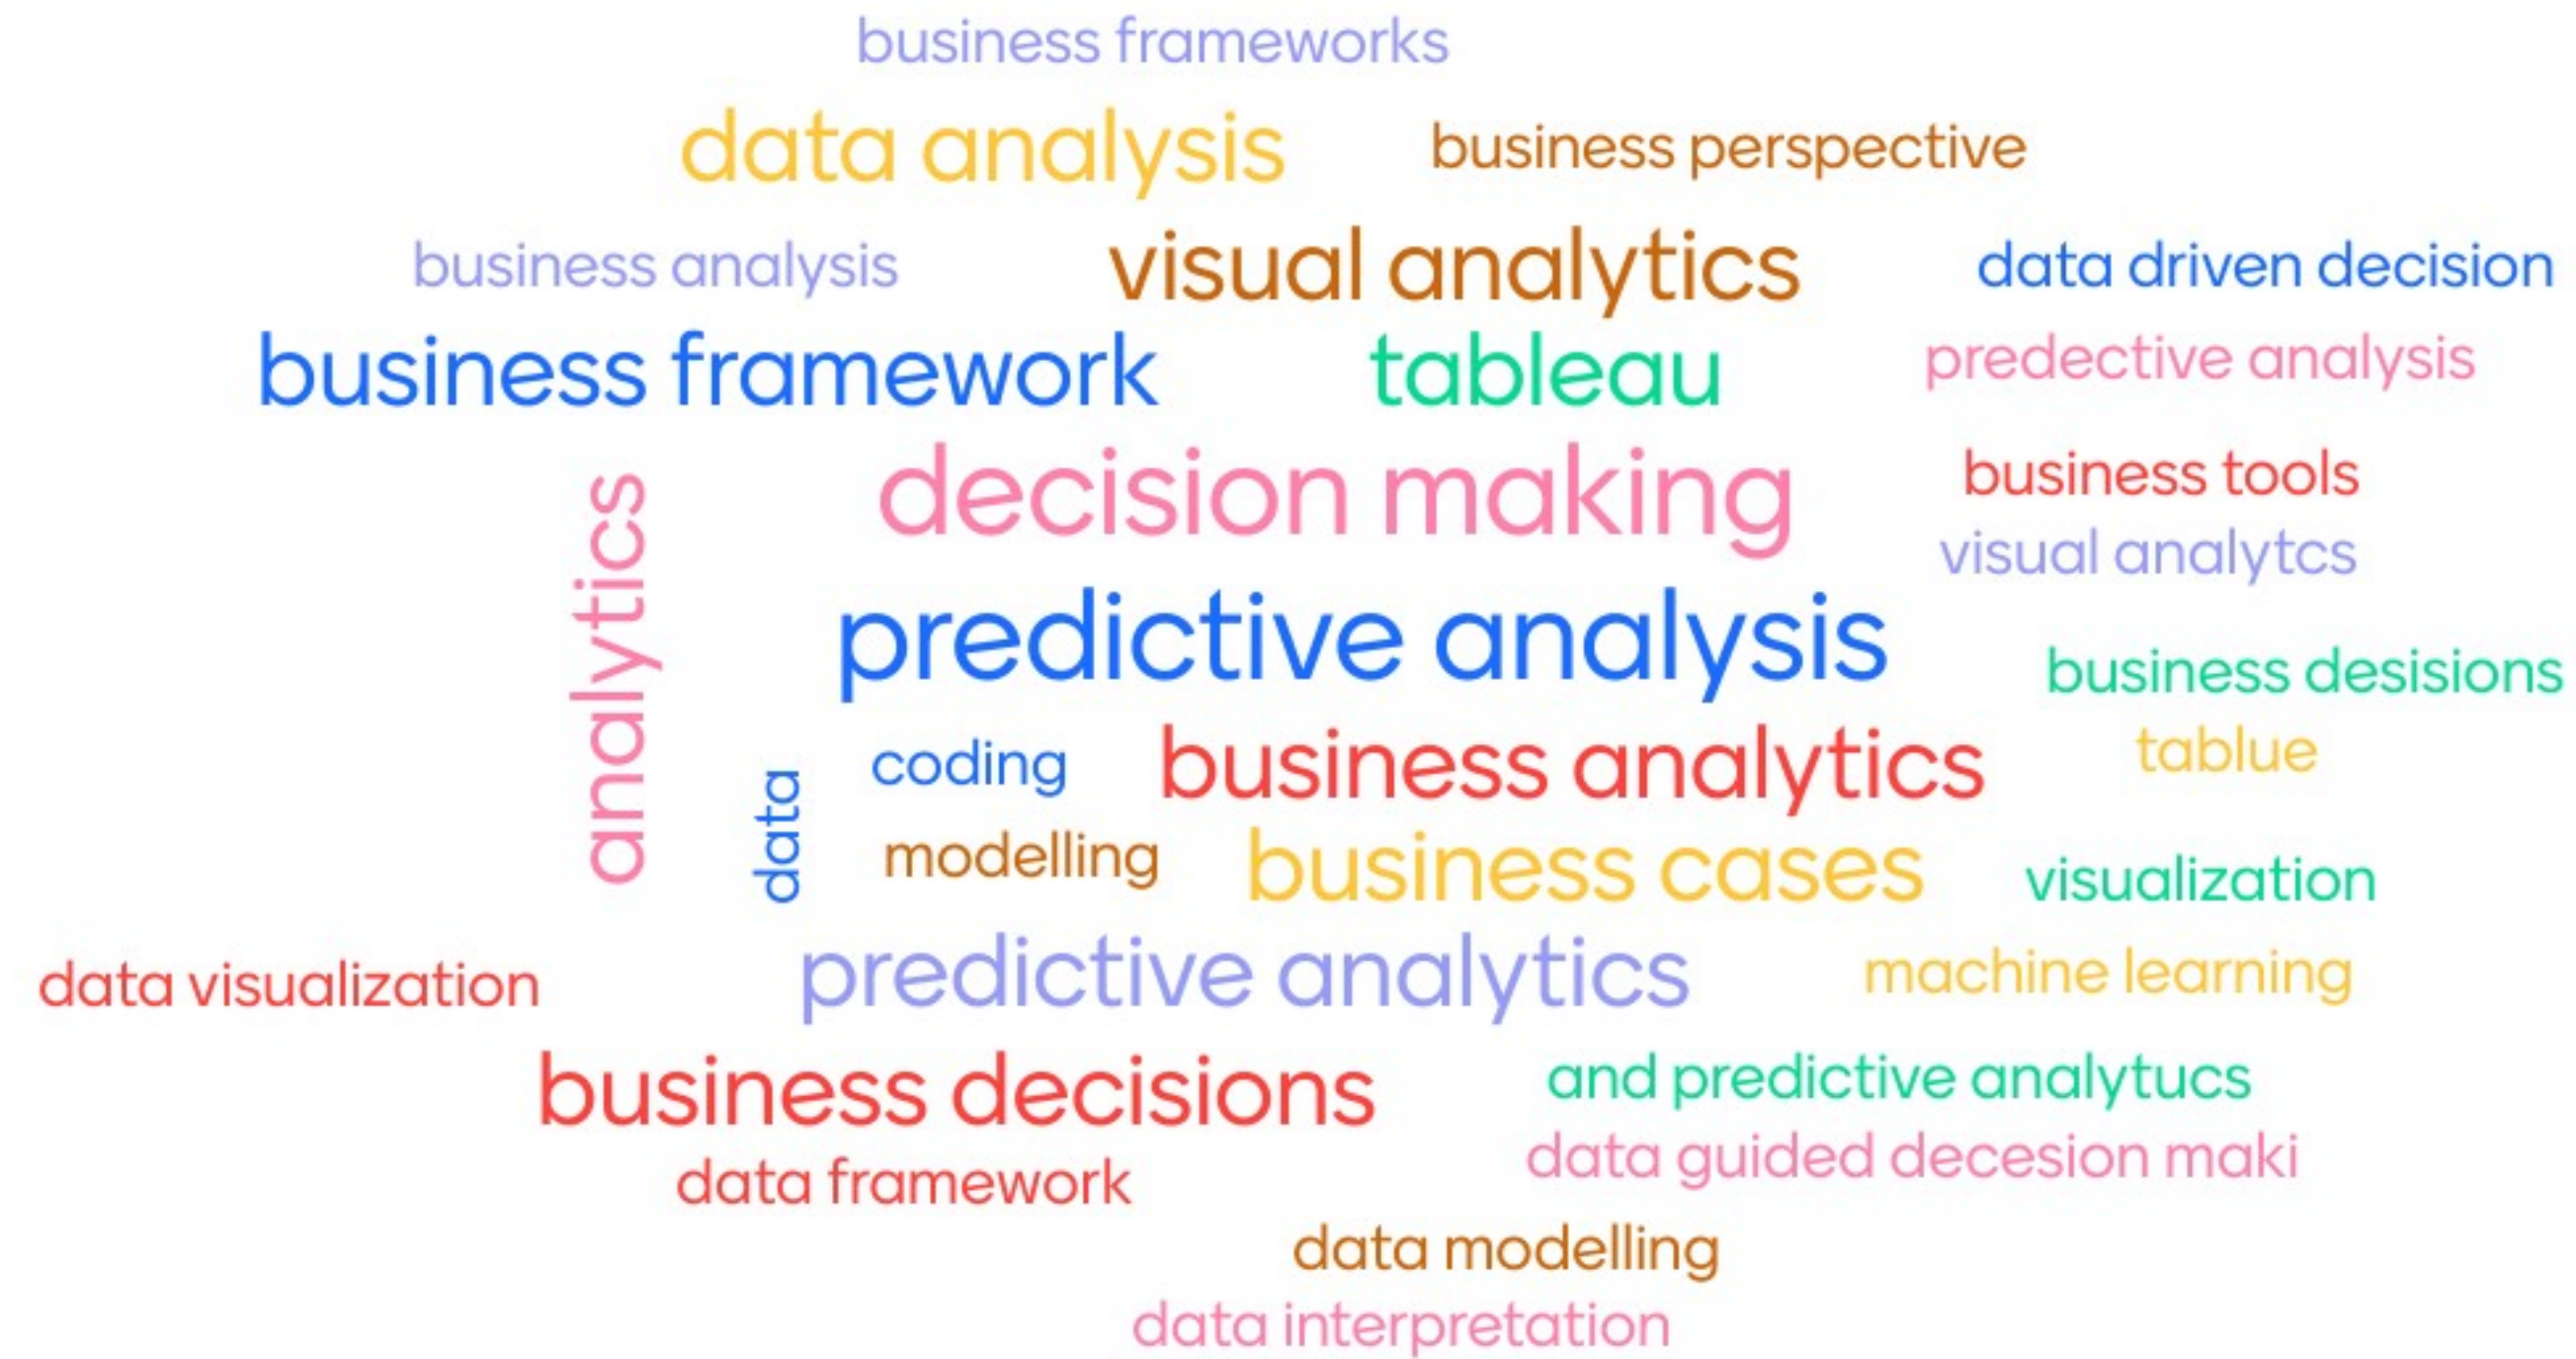 business frameworks
data analysis
business perspective
business analysis
visual analytics
data driven decision
business framework
tableau
predective analysis
decision making
business tools
analytics
visual analytcs
predictive analysis
business desisions
coding
business analytics
tablue
data
modelling
business cases
visualization
data visualization
predictive analytics
machine learning
business decisions
and predictive analytucs
data framework
data guided decesion maki
data modelling
data interpretation